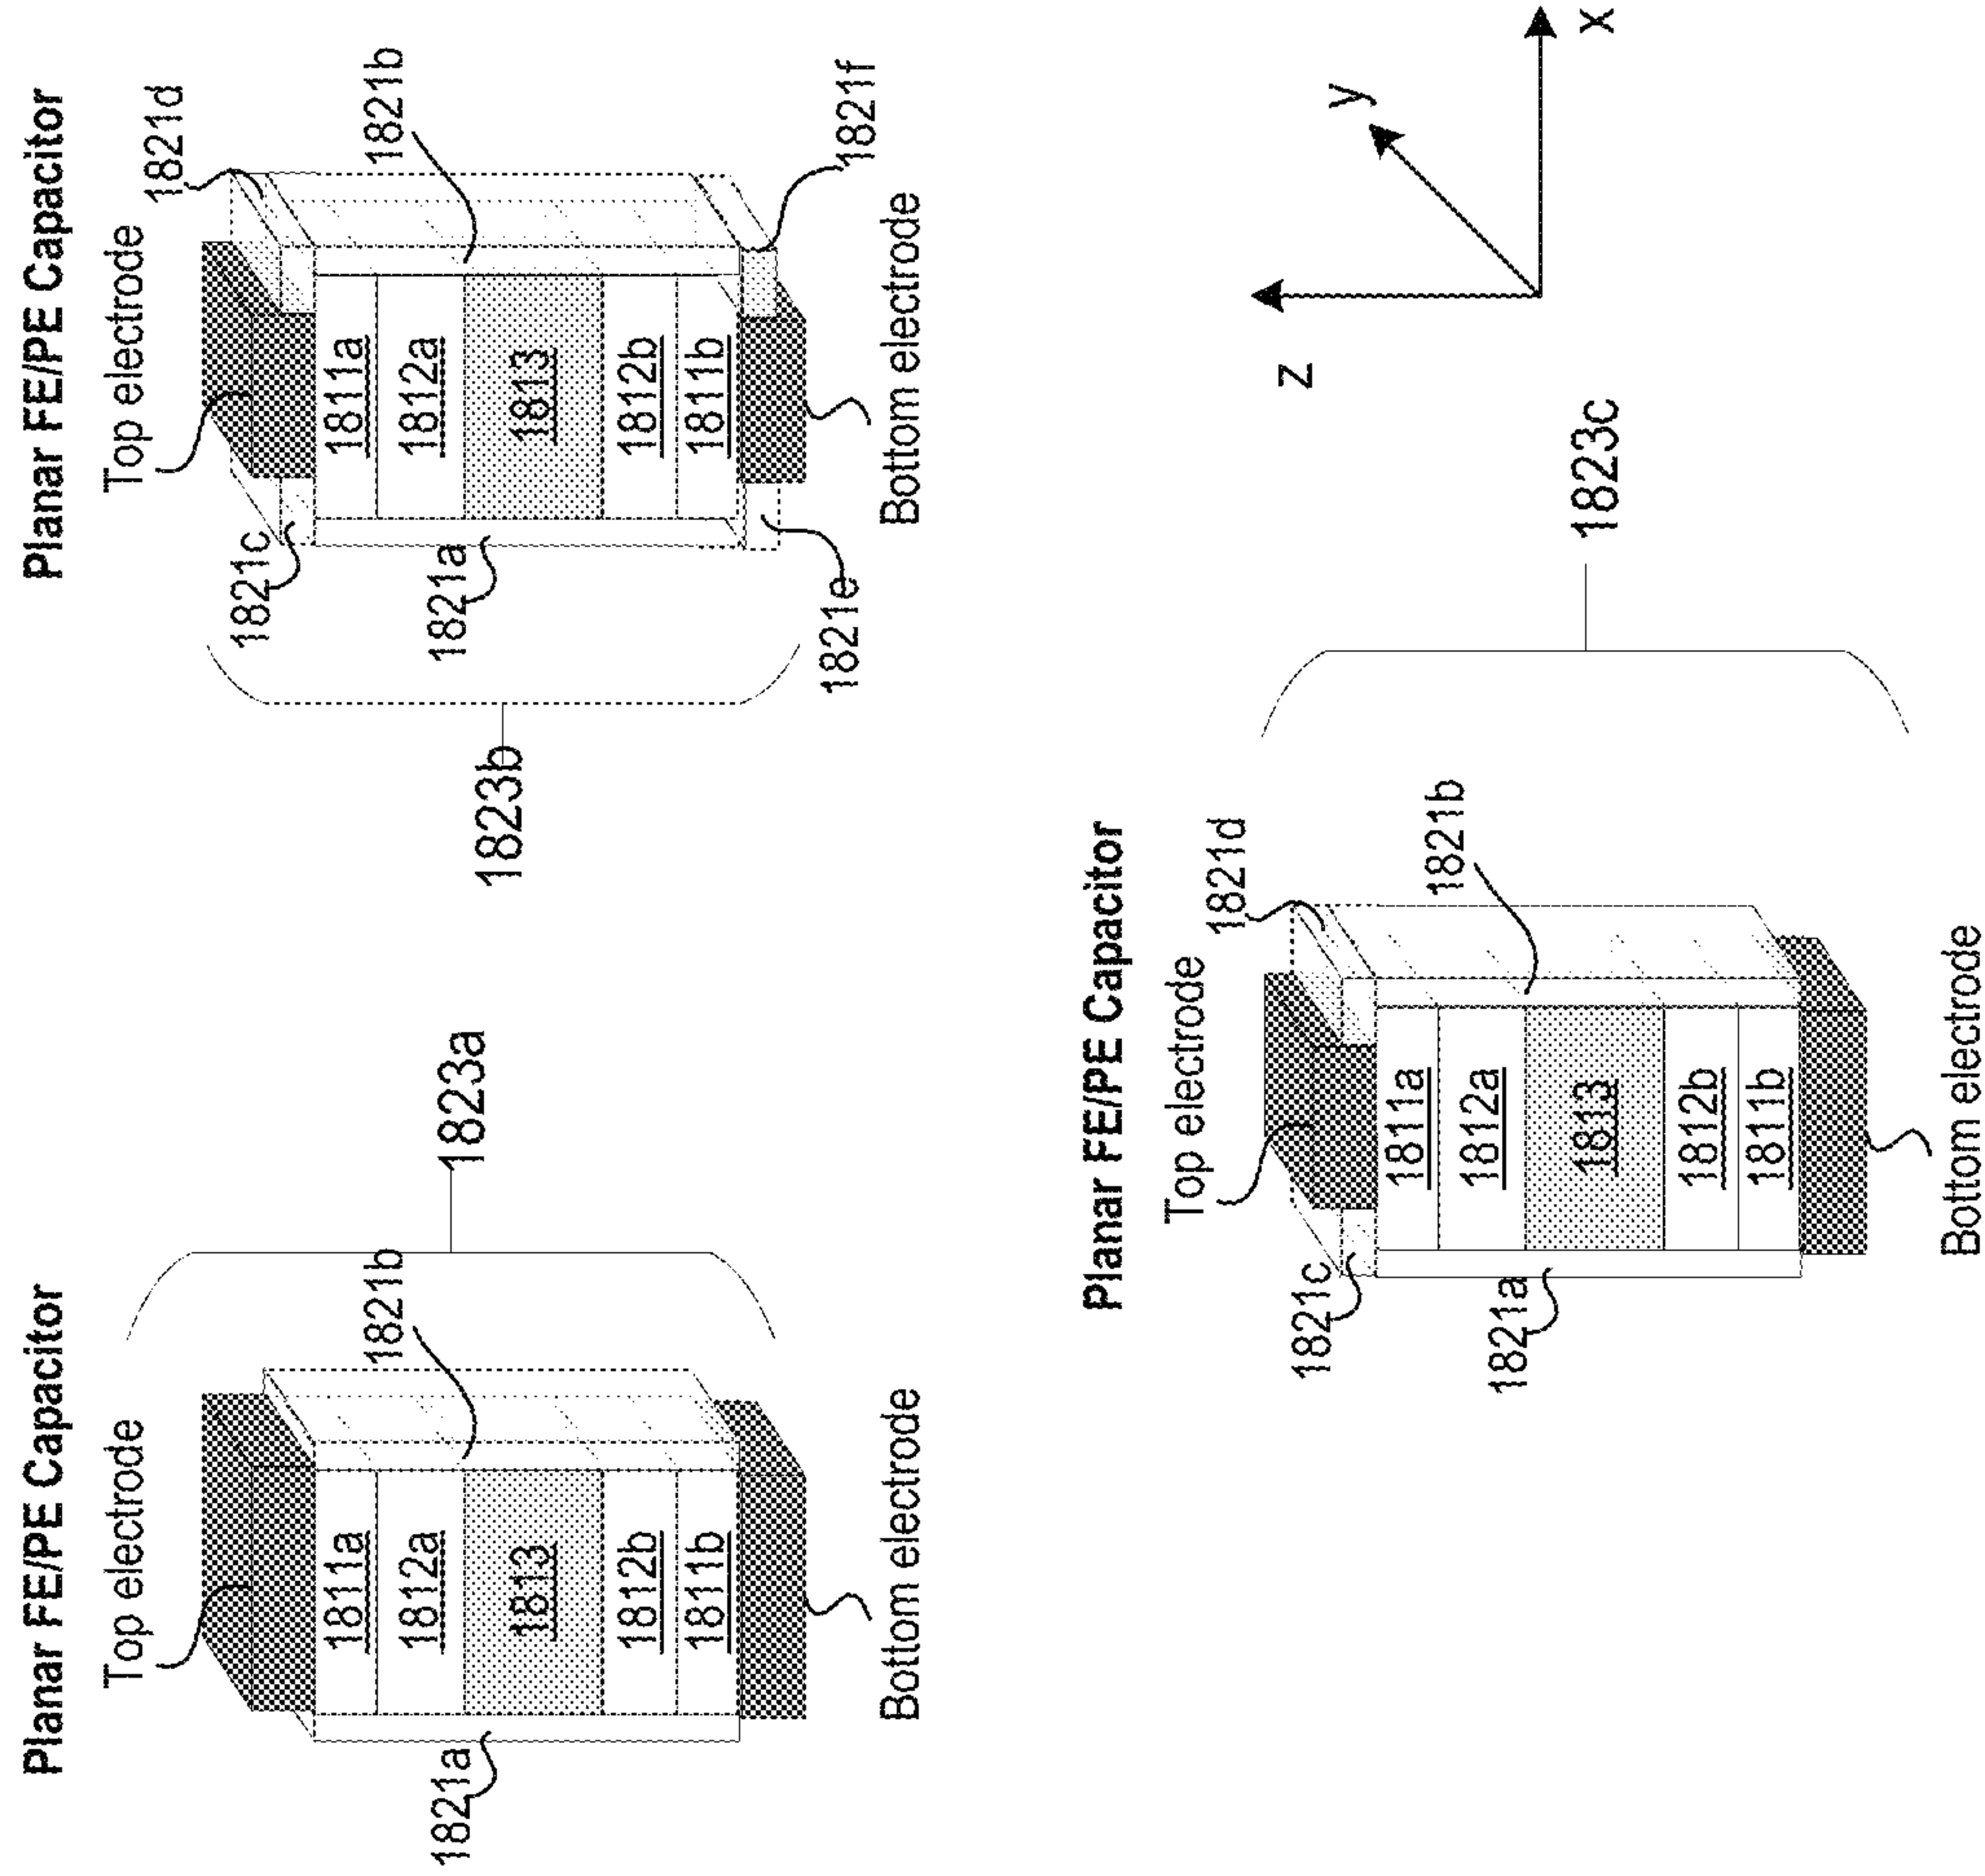 Planar FE/PE Capacitor
Top electrode
1823a
1821a
1821b
1811a
1812a
1813
1812b
1811b
Bottom electrode
Planar FE/PE Capacitor
Top electrode
1821d
1821c
1821b
1821a
1811a
1812a
1813
1812b
1811b
1823b
1821e
1821f
Bottom electrode
Planar FE/PE Capacitor
Top electrode
1821d
1821c
1821b
1821a
1811a
1812a
1813
1812b
1811b
1823c
Bottom electrode
z
y
x